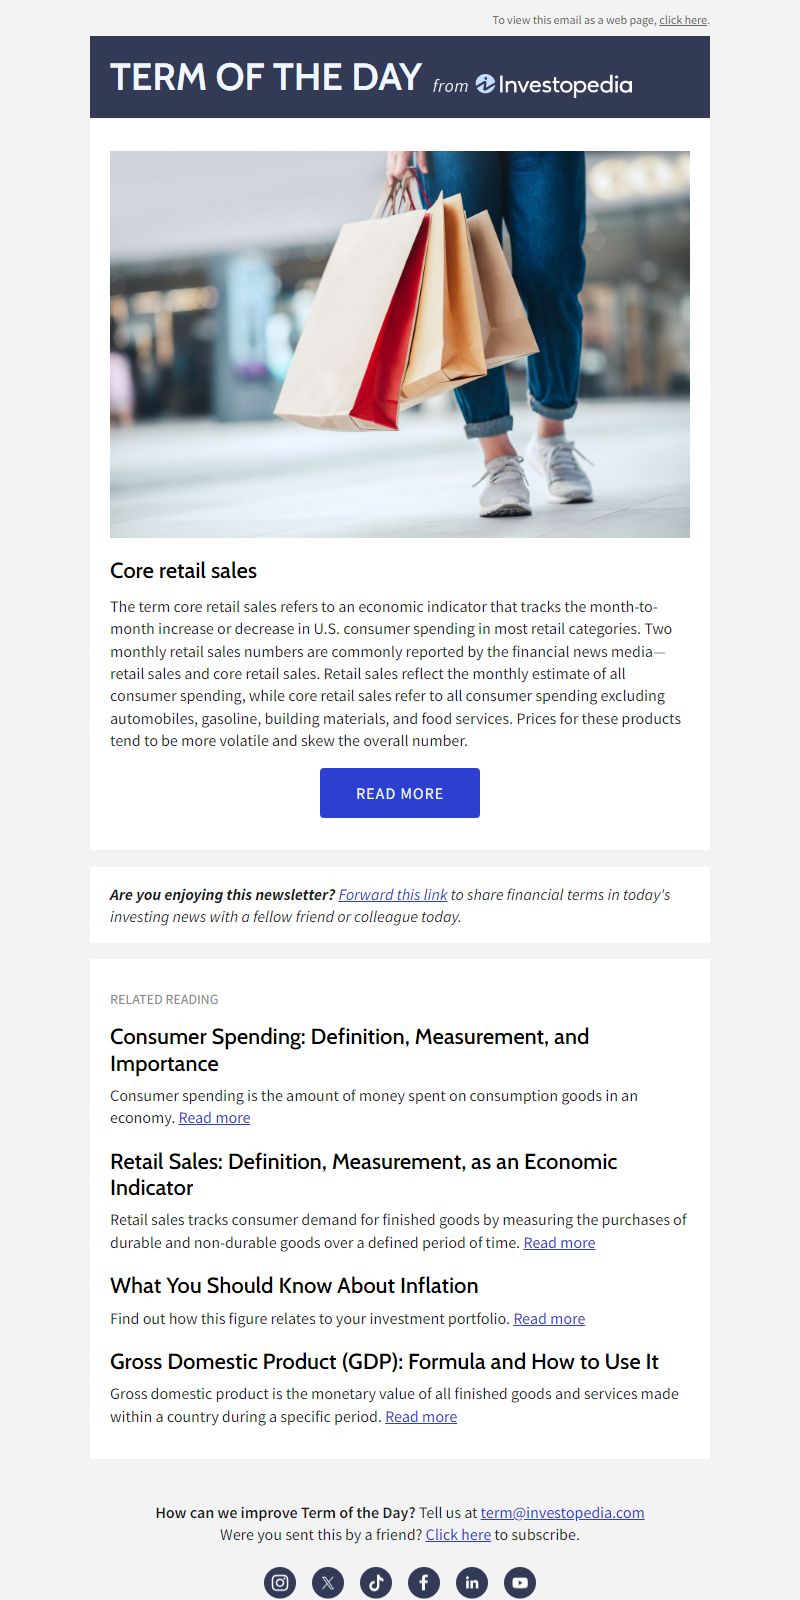 To view this email as a web page, click here.
TERM OF THE DAY from Investopedia
Core retail sales
The term core retail sales refers to an economic indicator that tracks the month-to-
month increase or decrease in U.S. consumer spending in most retail categories. Two
monthly retail sales numbers are commonly reported by the financial news media—
retail sales and core retail sales. Retail sales reflect the monthly estimate of all
consumer spending, while core retail sales refer to all consumer spending excluding
automobiles, gasoline, building materials, and food services. Prices for these products
tend to be more volatile and skew the overall number.
READ MORE
Are you enjoying this newsletter? Forward this link to share financial terms in today's
investing news with a fellow friend or colleague today.
RELATED READING
Consumer Spending: Definition, Measurement, and
Importance
Consumer spending is the amount of money spent on consumption goods in an
economy. Read more
Retail Sales: Definition, Measurement, as an Economic
Indicator
Retail sales tracks consumer demand for finished goods by measuring the purchases of
durable and non-durable goods over a defined period of time. Read more
What You Should Know About Inflation
Find out how this figure relates to your investment portfolio. Read more
Gross Domestic Product (GDP): Formula and How to Use It
Gross domestic product is the monetary value of all finished goods and services made
within a country during a specific period. Read more
How can we improve Term of the Day? Tell us at term@investopedia.com
Were you sent this by a friend? Click here to subscribe.